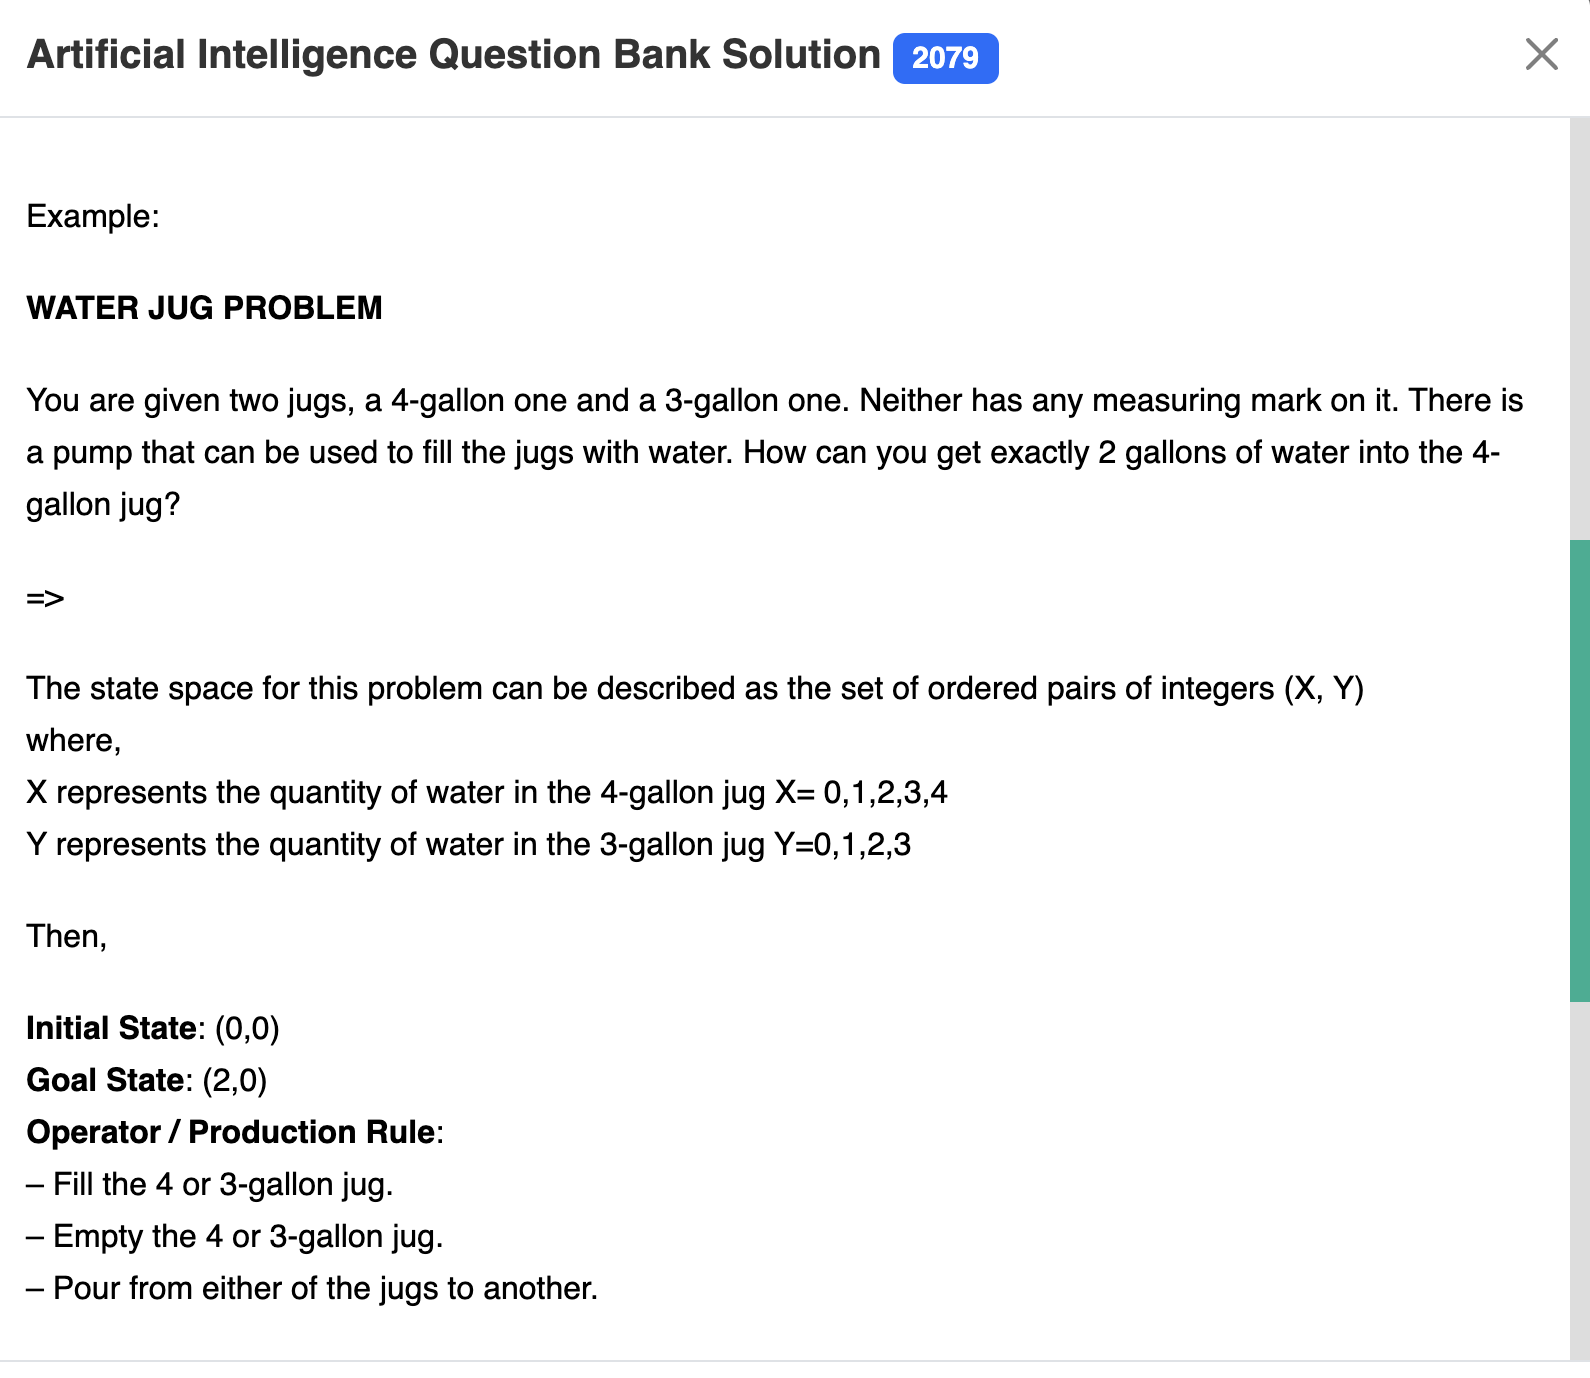 Artificial Intelligence Question Bank Solution 2079
Example:
WATER JUG PROBLEM
You are given two jugs, a 4-gallon one and a 3-gallon one. Neither has any measuring mark on it. There is
a pump that can be used to fill the jugs with water. How can you get exactly 2 gallons of water into the 4-
gallon jug?
=>
The state space for this problem can be described as the set of ordered pairs of integers (X, Y)
where,
X represents the quantity of water in the 4-gallon jug X= 0,1,2,3,4
Y represents the quantity of water in the 3-gallon jug Y=0,1,2,3
Then,
Initial State: (0,0)
Goal State: (2,0)
Operator / Production Rule:
– Fill the 4 or 3-gallon jug.
– Empty the 4 or 3-gallon jug.
– Pour from either of the jugs to another.